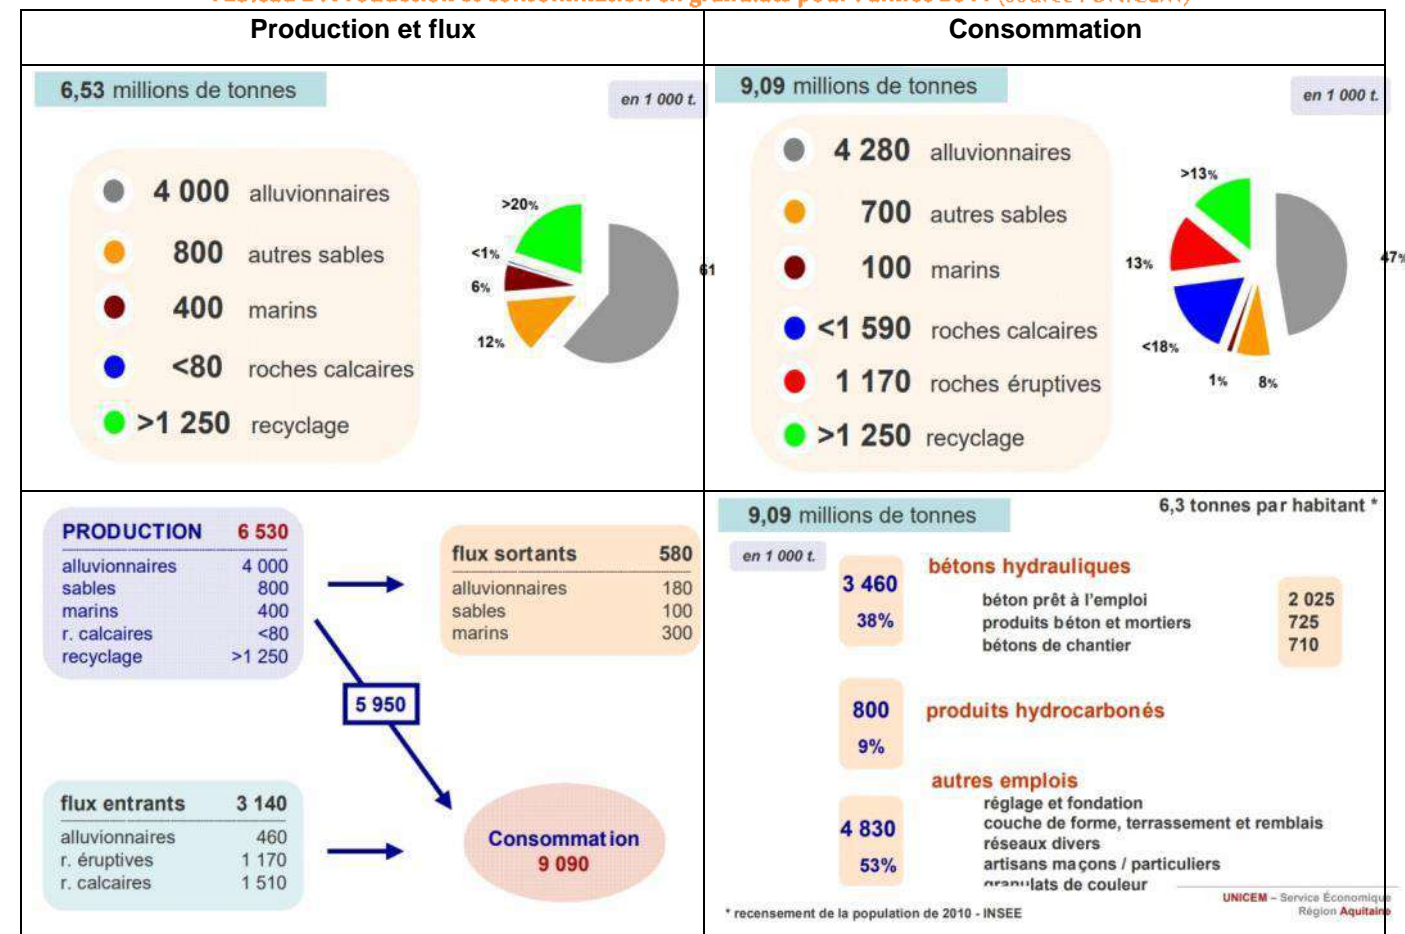 Production et flux
Consommation
6,53 millions de tonnes
en 1 000 t.
4 000 alluvionnaires
800 autres sables
400 marins
<80 roches calcaires
>1 250 recyclage
>20%
<1%
6%
12%
61
9,09 millions de tonnes
en 1 000 t.
4 280 alluvionnaires
700 autres sables
100 marins
<1 590 roches calcaires
1 170 roches éruptives
>1 250 recyclage
>13%
13%
<18%
1%
8%
47%
PRODUCTION 6 530
alluvionnaires 4 000
sables 800
marins 400
r. calcaires <80
recyclage >1 250
flux sortants 580
alluvionnaires 180
sables 100
marins 300
5 950
flux entrants 3 140
alluvionnaires 460
r. éruptives 1 170
r. calcaires 1 510
Consommation
9 090
9,09 millions de tonnes
6,3 tonnes par habitant *
en 1 000 t.
3 460
38%
bétons hydrauliques
béton prêt à l'emploi 2 025
produits béton et mortiers 725
bétons de chantier 710
800
9%
produits hydrocarbonés
4 830
53%
autres emplois
réglage et fondation
couche de forme, terrassement et remblais
réseaux divers
artisans maçons / particuliers
granulats de couleur
UNICEM – Service Économique
Région Aquitaine
* recensement de la population de 2010 - INSEE